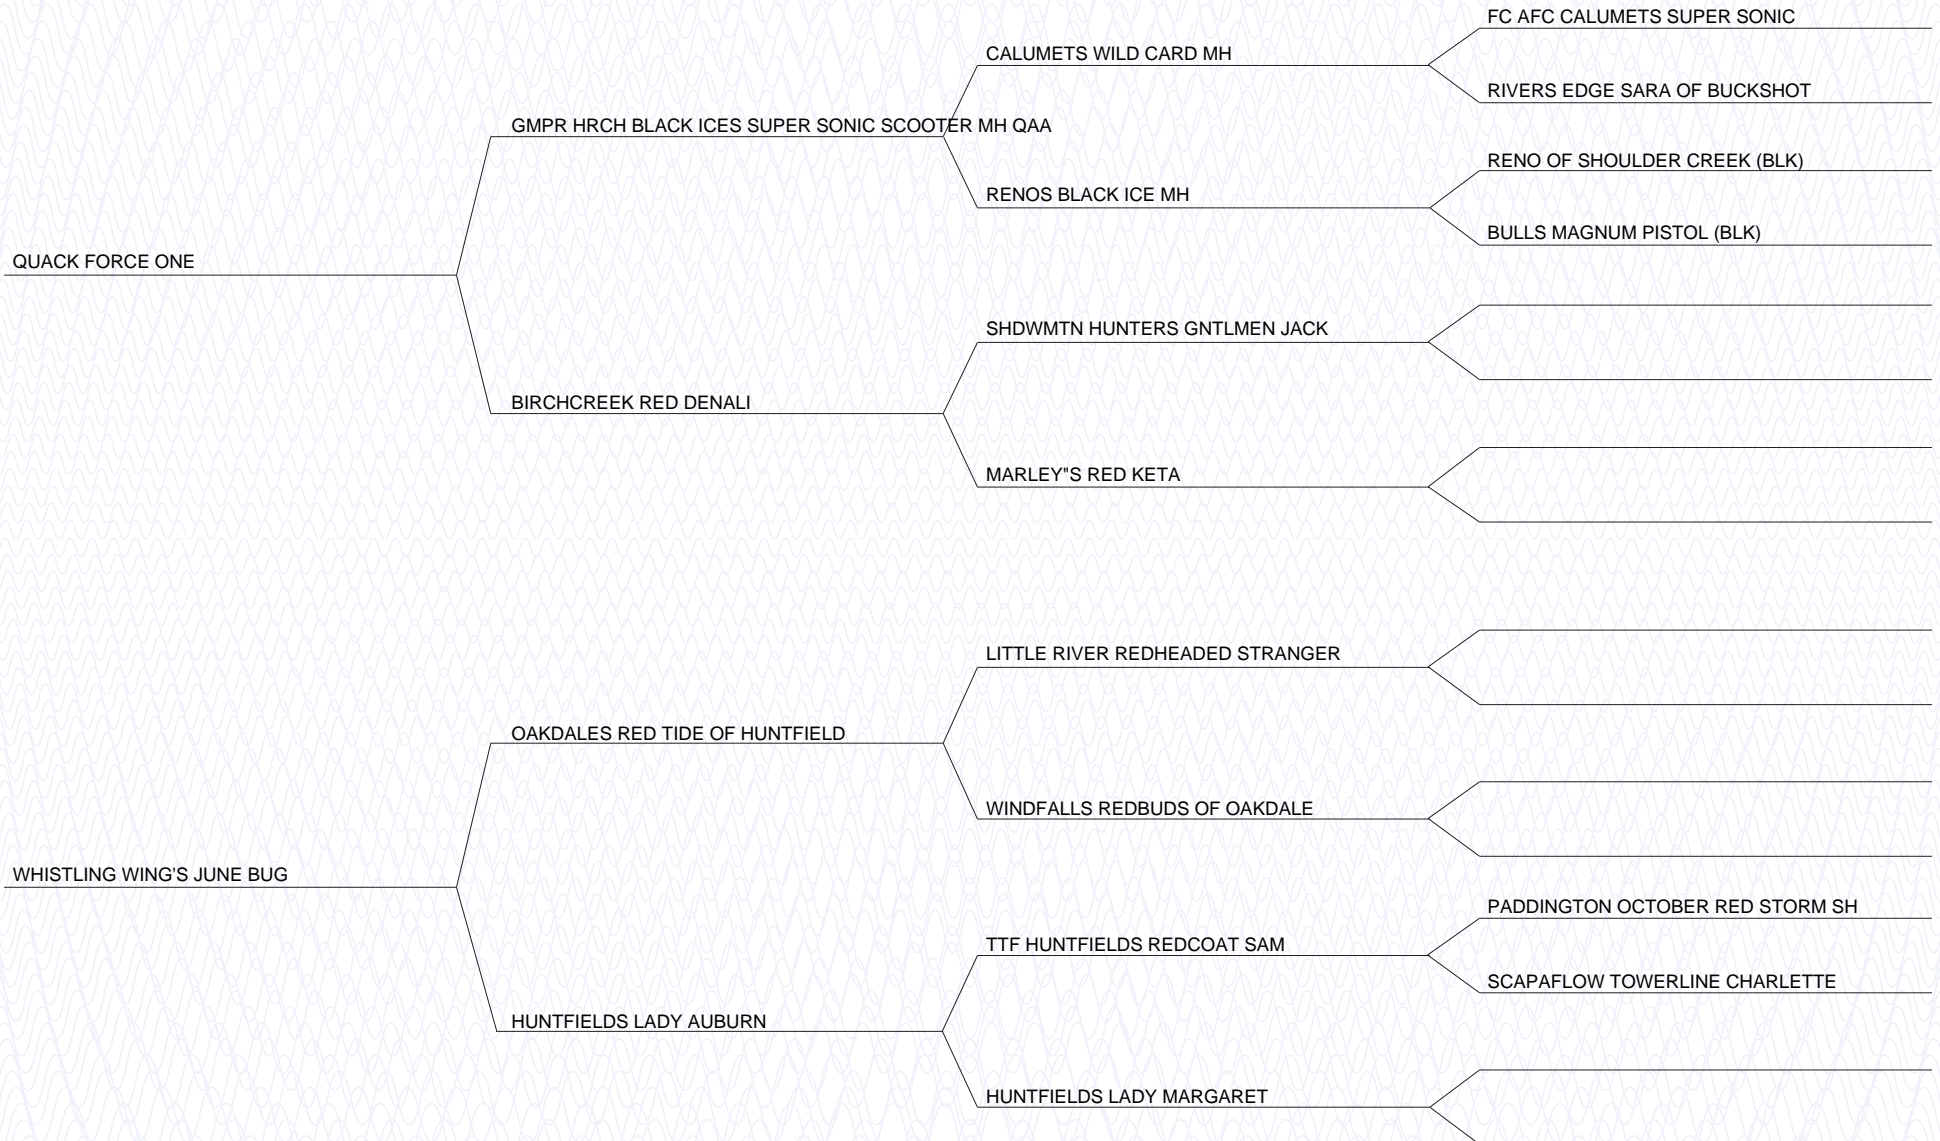 FC AFC CALUMETS SUPER SONIC
CALUMETS WILD CARD MH
RIVERS EDGE SARA OF BUCKSHOT
GMPR HRCH BLACK ICES SUPER SONIC SCOOTER MH QAA
RENO OF SHOULDER CREEK (BLK)
RENOS BLACK ICE MH
BULLS MAGNUM PISTOL (BLK)
QUACK FORCE ONE
SHDWMTN HUNTERS GNTLMEN JACK
BIRCHCREEK RED DENALI
MARLEY"S RED KETA
LITTLE RIVER REDHEADED STRANGER
OAKDALES RED TIDE OF HUNTFIELD
WINDFALLS REDBUDS OF OAKDALE
WHISTLING WING'S JUNE BUG
PADDINGTON OCTOBER RED STORM SH
TTF HUNTFIELDS REDCOAT SAM
SCAPAFLOW TOWERLINE CHARLETTE
HUNTFIELDS LADY AUBURN
HUNTFIELDS LADY MARGARET